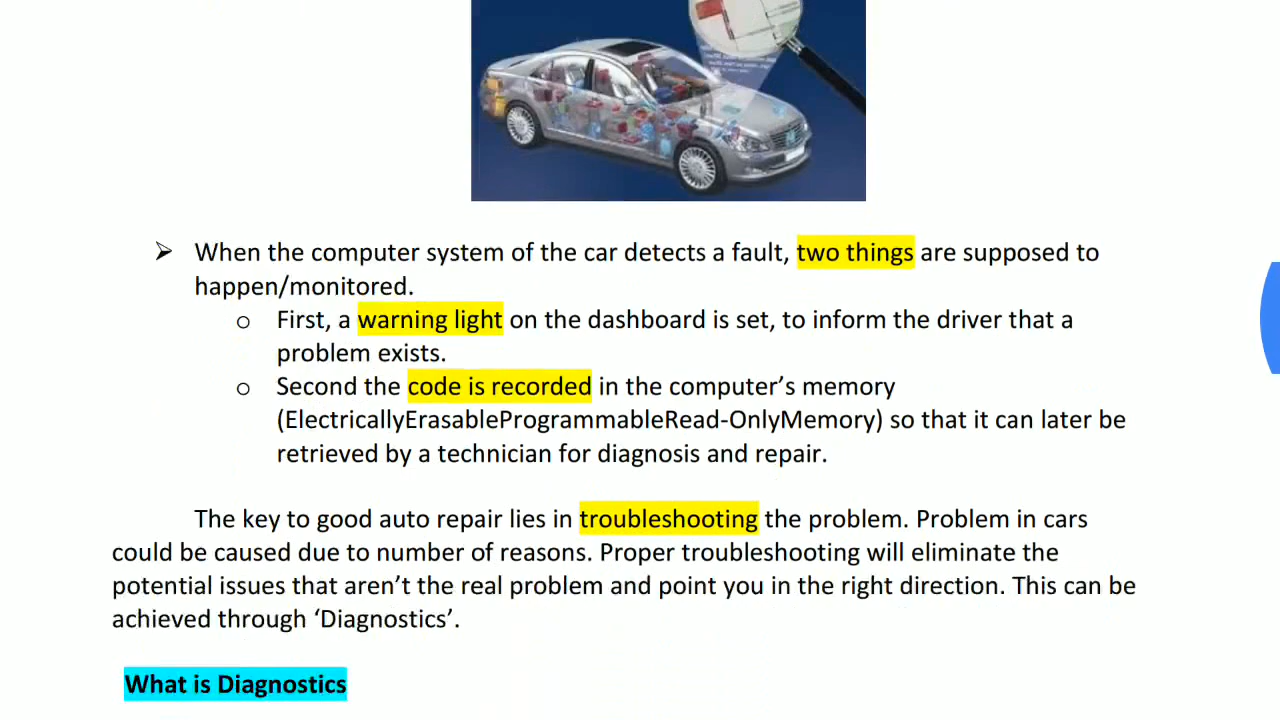 ➢ When the computer system of the car detects a fault, two things are supposed to
happen/monitored.
o First, a warning light on the dashboard is set, to inform the driver that a
problem exists.
o Second the code is recorded in the computer’s memory
(ElectricallyErasableProgrammableRead-OnlyMemory) so that it can later be
retrieved by a technician for diagnosis and repair.
The key to good auto repair lies in troubleshooting the problem. Problem in cars
could be caused due to number of reasons. Proper troubleshooting will eliminate the
potential issues that aren’t the real problem and point you in the right direction. This can be
achieved through ‘Diagnostics’.
What is Diagnostics